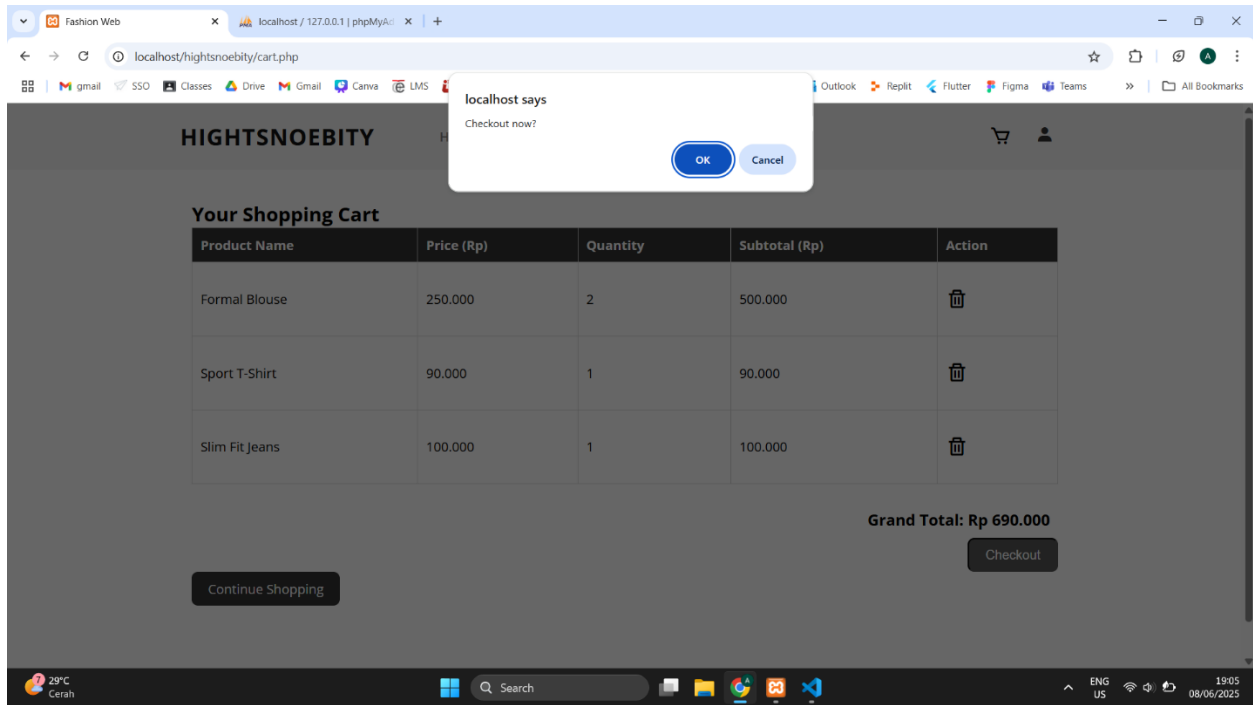 Fashion Web
localhost / 127.0.0.1 | phpMyAd
localhost/hightsnoebity/cart.php
A
gmail SSO Classes Drive Gmail Canva LMS Outlook Replit Flutter Figma Teams » All Bookmarks
localhost says
Checkout now?
OK Cancel
HIGHTSNOEBITY H
Your Shopping Cart
Product Name Price (Rp) Quantity Subtotal (Rp) Action
Formal Blouse 250.000 2 500.000
Sport T-Shirt 90.000 1 90.000
Slim Fit Jeans 100.000 1 100.000
Grand Total: Rp 690.000
Checkout
Continue Shopping
7 29°C
Cerah
Search
ENG
US
19:05
08/06/2025